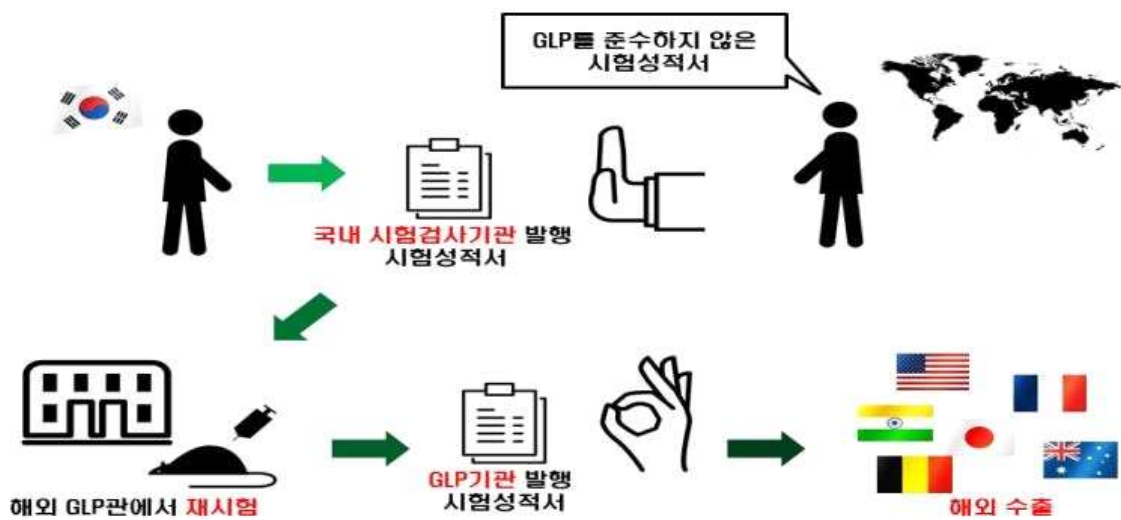 GLP를 준수하지 않은
시험성적서
국내 시험검사기관 발행
시험성적서
해외 GLP관에서 재시험
GLP기관 발행
시험성적서
해외 수출